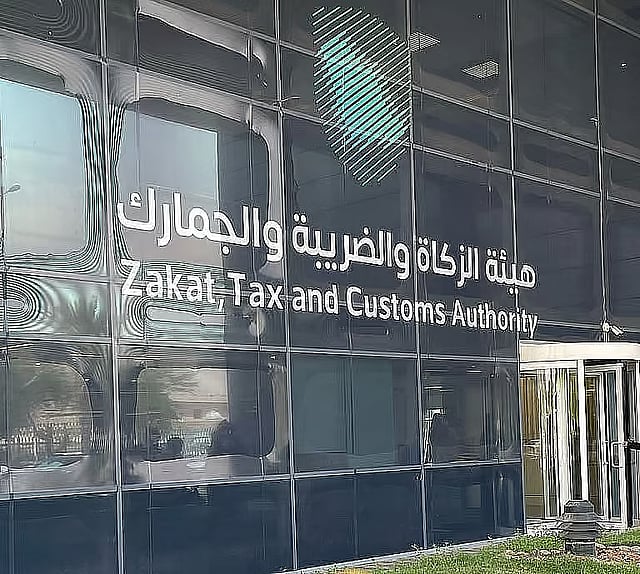 هيئة الزكاة والضريبة والجمارك
Zakat, Tax and Customs Authority